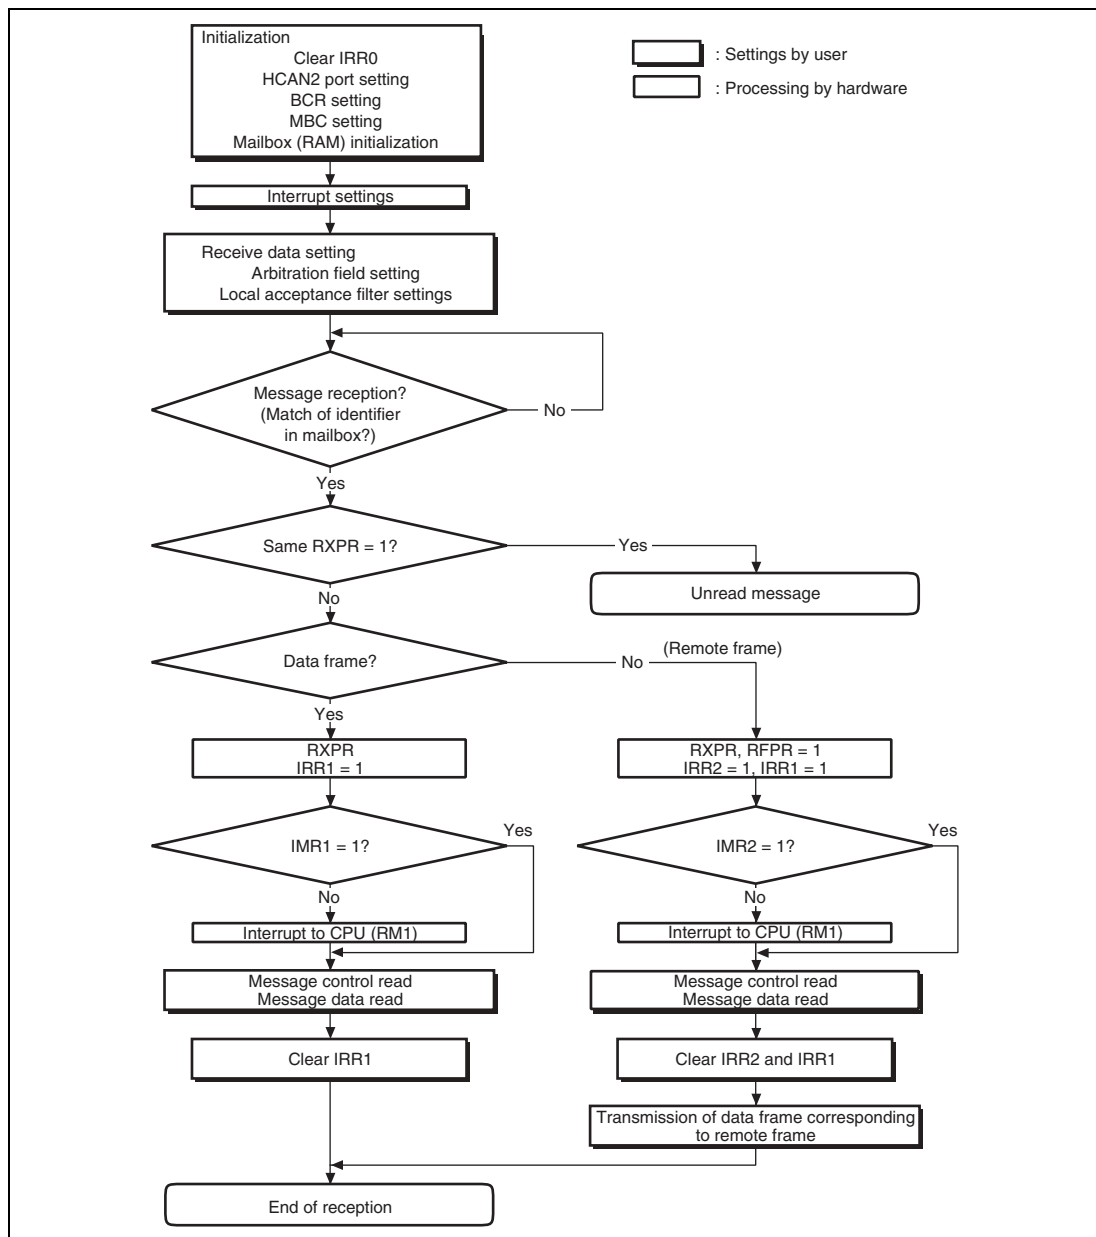 Initialization
Clear IRR0
HCAN2 port setting
BCR setting
MBC setting
Mailbox (RAM) initialization
: Settings by user
: Processing by hardware
Interrupt settings
Receive data setting
Arbitration field setting
Local acceptance filter settings
Message reception?
(Match of identifier
in mailbox?)
No
Yes
Same RXPR = 1?
Yes
Unread message
No
Data frame?
No
(Remote frame)
Yes
RXPR
IRR1 = 1
RXPR, RFPR = 1
IRR2 = 1, IRR1 = 1
IMR1 = 1?
Yes
IMR2 = 1?
Yes
No
No
Interrupt to CPU (RM1)
Interrupt to CPU (RM1)
Message control read
Message data read
Message control read
Message data read
Clear IRR1
Clear IRR2 and IRR1
Transmission of data frame corresponding
to remote frame
End of reception